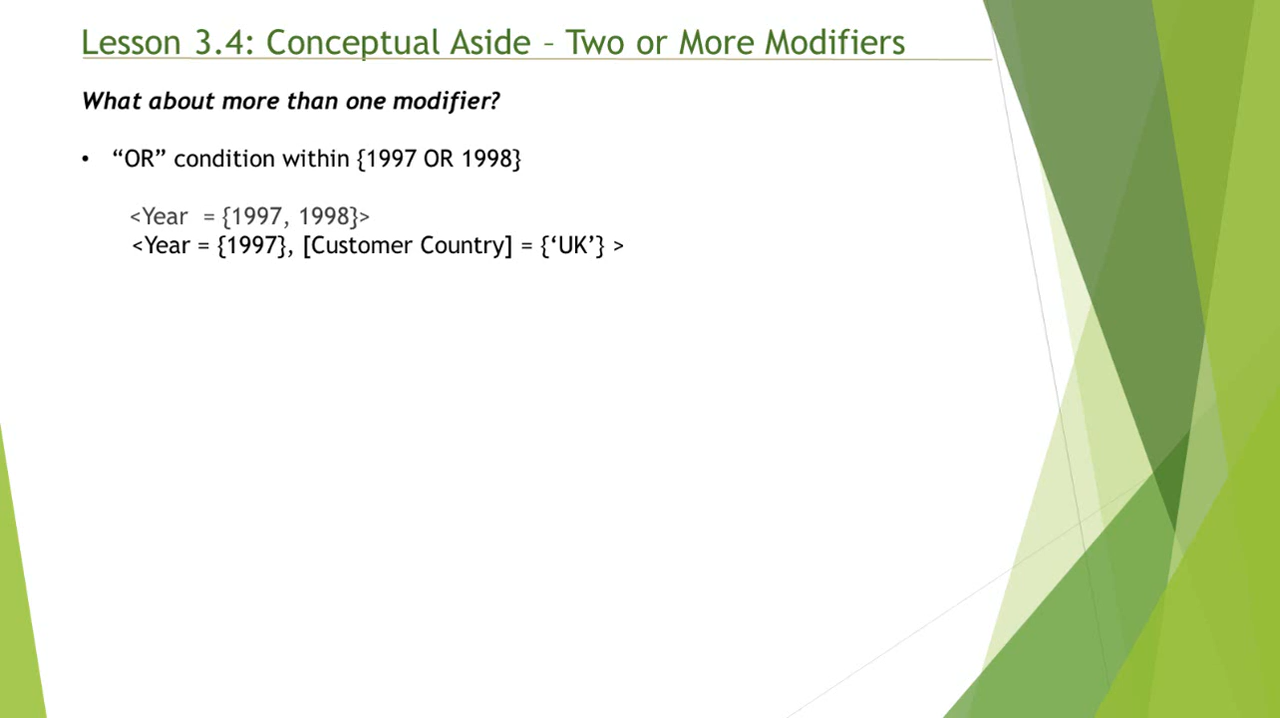 Lesson 3.4: Conceptual Aside – Two or More Modifiers
What about more than one modifier?
• “OR” condition within {1997 OR 1998}
<Year = {1997, 1998}>
<Year = {1997}, [Customer Country] = {‘UK’} >